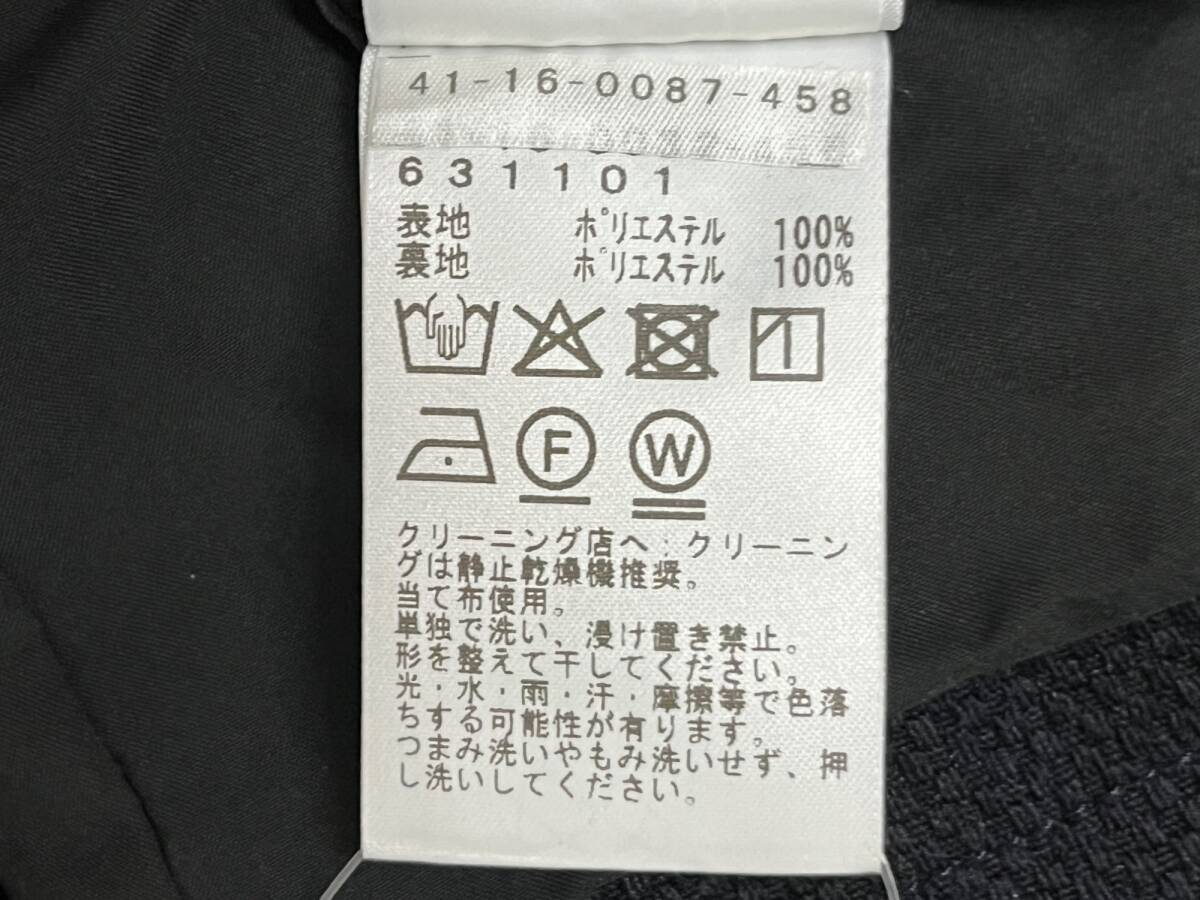 41-16-0087-458
631101
表地 ポリエステル 100%
裏地 ポリエステル 100%
F W
クリーニング店へ:クリーニン
グは静止乾燥機推奨。
当て布使用。
単独で洗い、浸け置き禁止。
形を整えて干してください。
光・水・雨・汗・摩擦等で色落
ちする可能性が有ります。
つまみ洗いやもみ洗いせず、押
し洗いしてください。